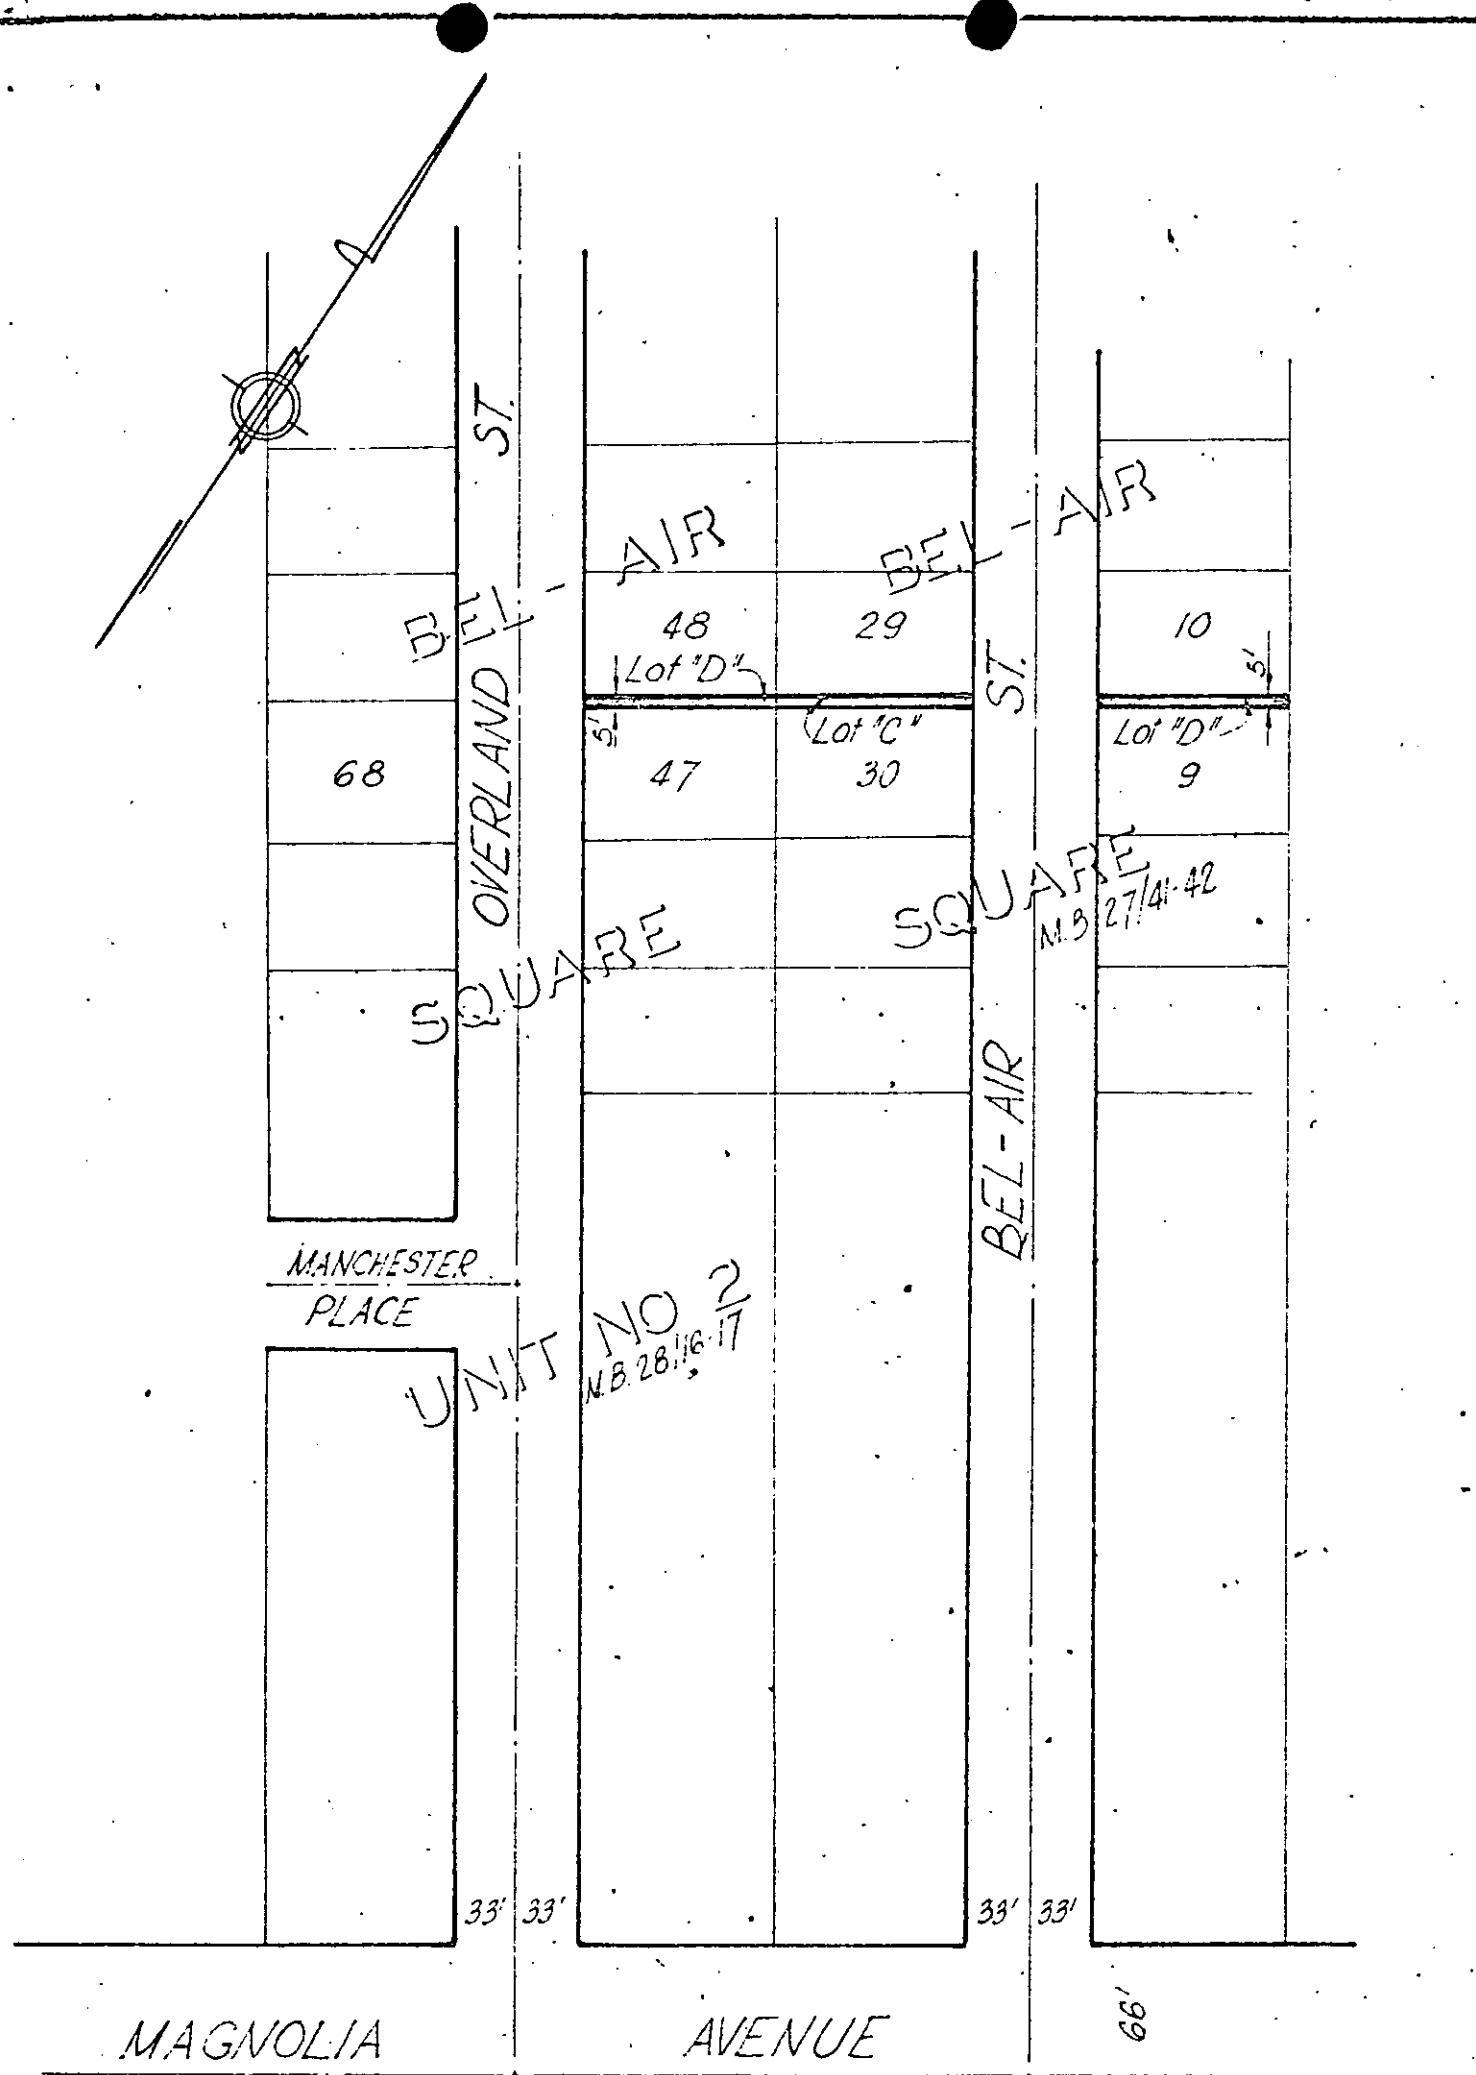 OVERLAND ST.
BEL - AIR
BEL - AIR
48
29
10
Lot "D"
5'
5'
Lot "C"
Lot "D"
68
47
30
9
SQUARE
SQUARE
M.B. 27/41-42
BEL-AIR ST.
MANCHESTER
PLACE
UNIT NO 2
M.B. 28/16-17
33' 33'
33' 33'
66'
MAGNOLIA AVENUE